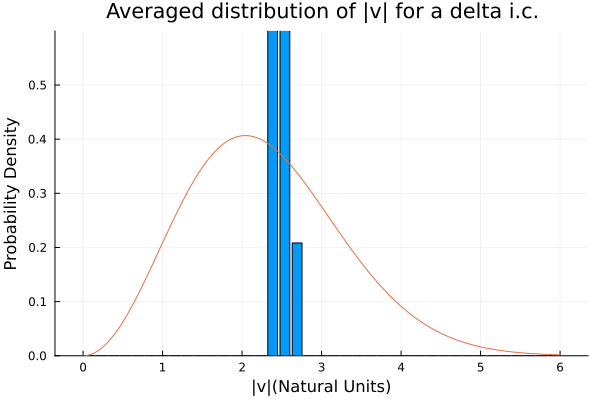 Averaged distribution of |v| for a delta i.c.
Probability Density
0.5
0.4
0.3
0.2
0.1
0.0
0 1 2 3 4 5 6
|v|(Natural Units)